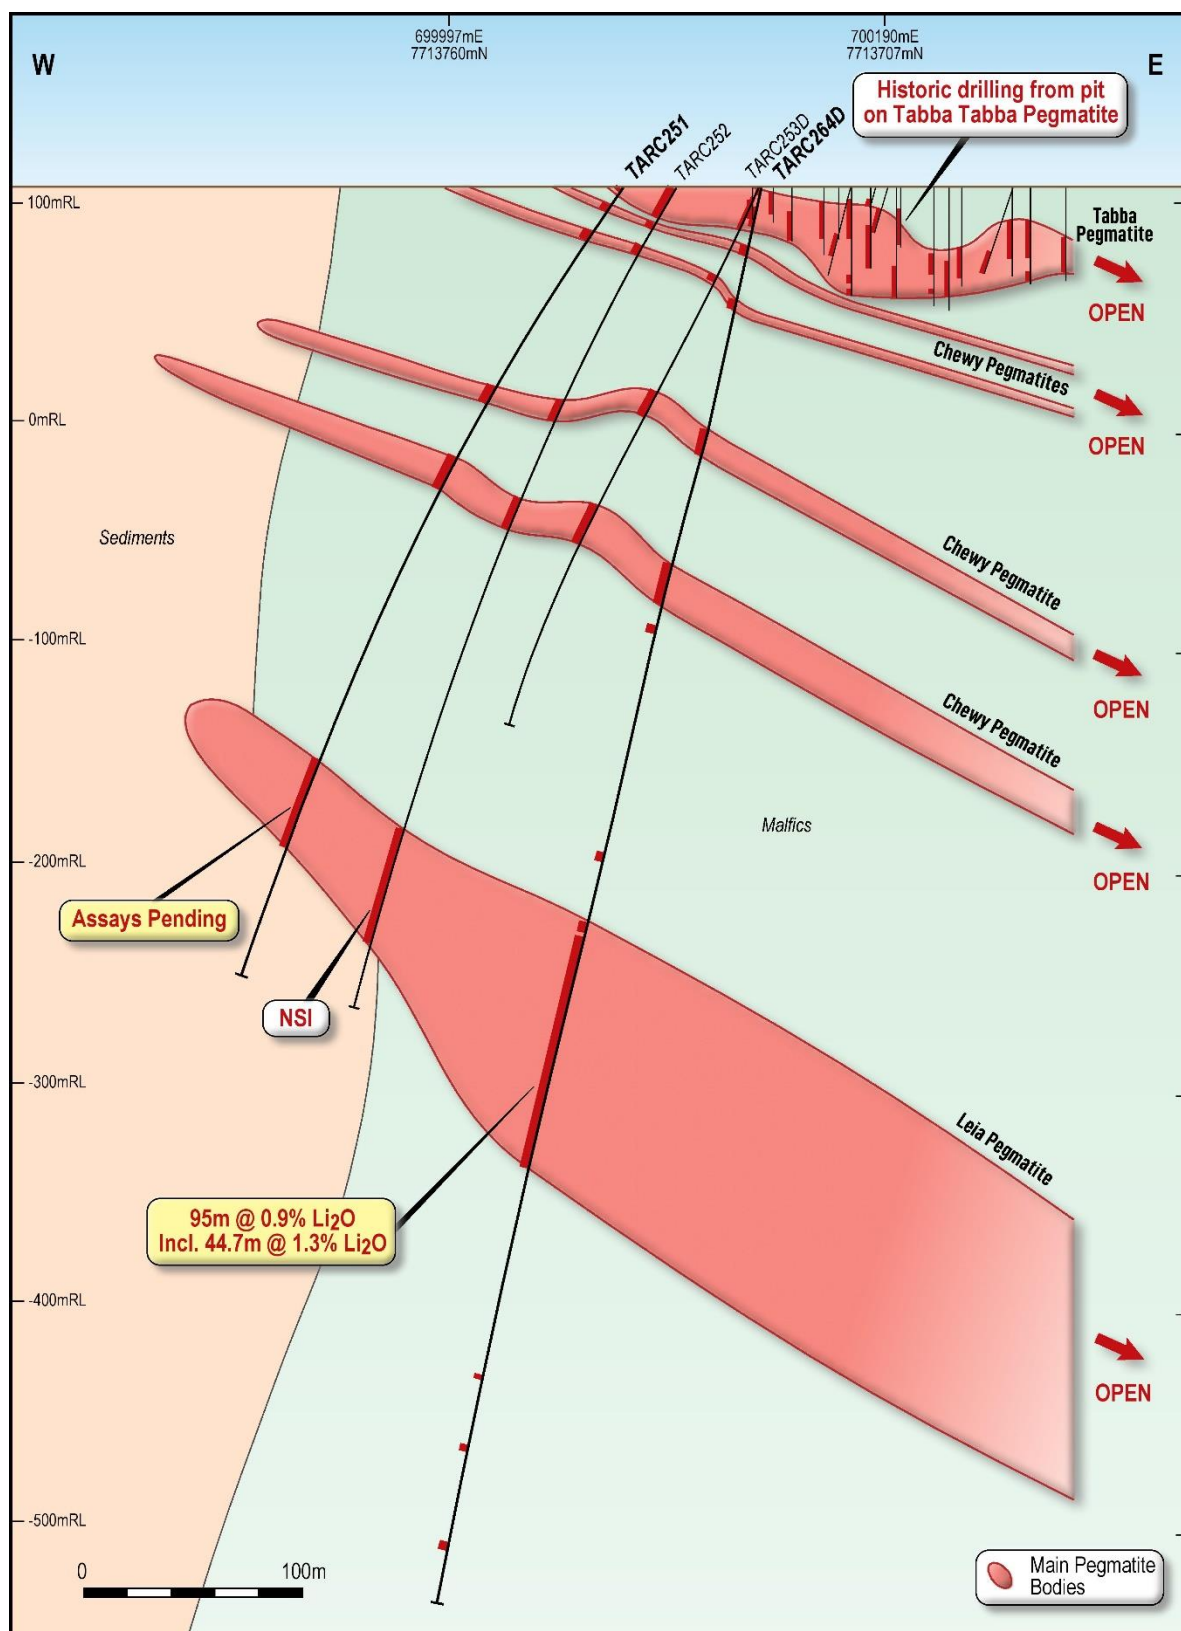 699997mE
7713760mN
700190mE
7713707mN
W
E
Historic drilling from pit
on Tabba Tabba Pegmatite
TARC251
TARC252
TARC253D
TARC264D
100mRL
Tabba
Pegmatite
OPEN
Chewy Pegmatites
OPEN
0mRL
Sediments
Chewy Pegmatite
OPEN
-100mRL
Chewy Pegmatite
OPEN
Malfics
-200mRL
Assays Pending
NSI
-300mRL
Leia Pegmatite
95m @ 0.9% Li₂O
Incl. 44.7m @ 1.3% Li₂O
-400mRL
OPEN
-500mRL
0
100m
Main Pegmatite
Bodies